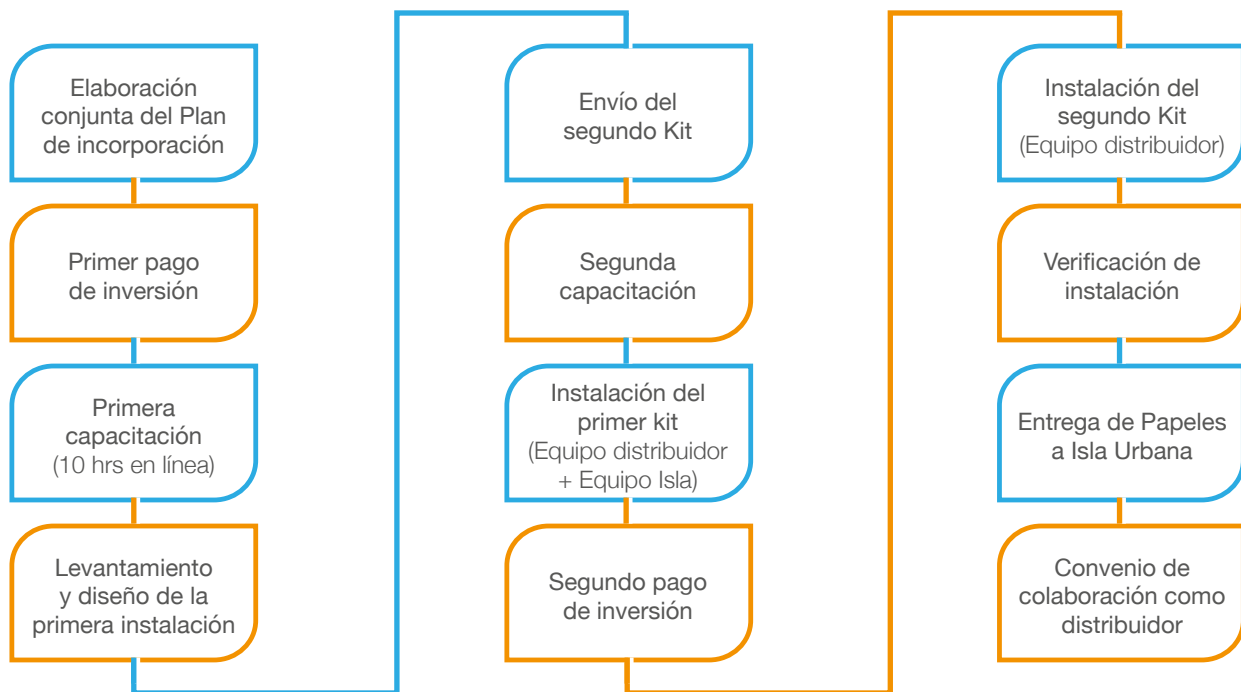 Elaboración
conjunta del Plan
de incorporación
Primer pago
de inversión
Primera
capacitación
(10 hrs en línea)
Levantamiento
y diseño de la
primera instalación
Envío del
segundo Kit
Segunda
capacitación
Instalación del
primer kit
(Equipo distribuidor
+ Equipo Isla)
Segundo pago
de inversión
Instalación del
segundo Kit
(Equipo distribuidor)
Verificación de
instalación
Entrega de Papeles
a Isla Urbana
Convenio de
colaboración como
distribuidor